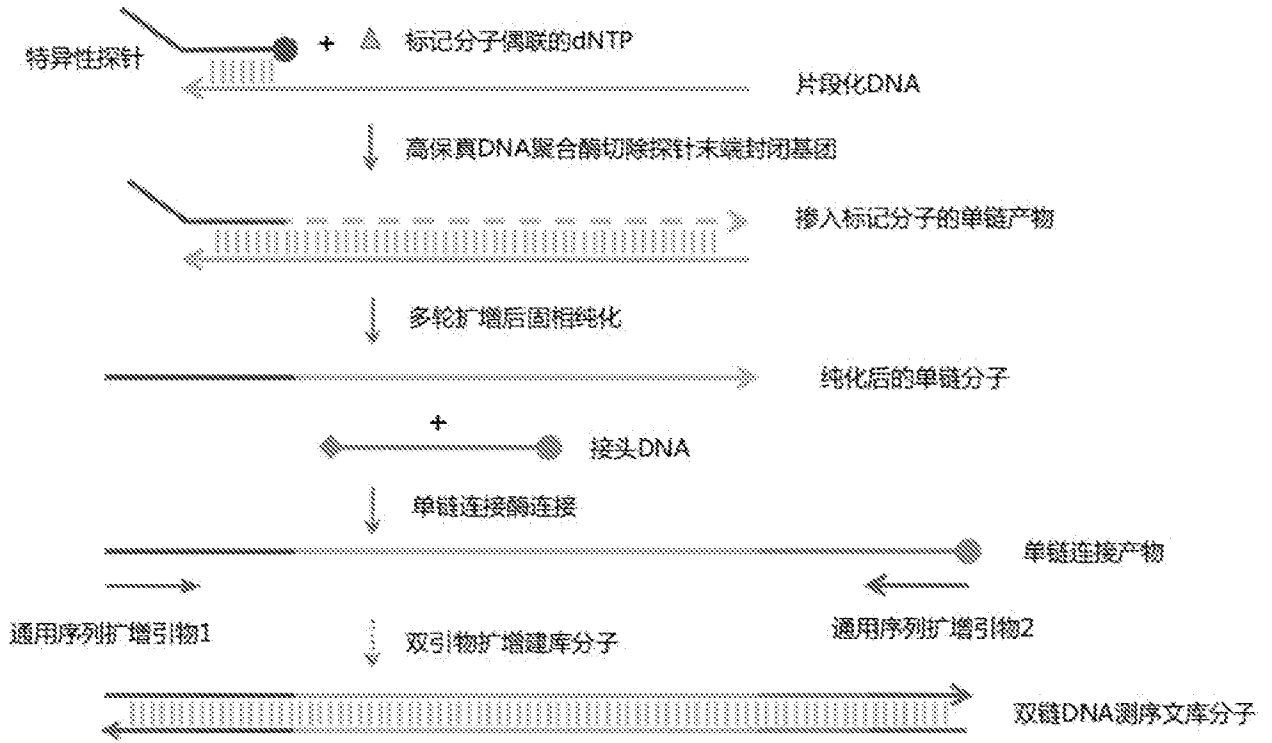 特异性探针
+
标记分子偶联的dNTP
片段化DNA
高保真DNA聚合酶切除探针末端封闭基团
掺入标记分子的单链产物
多轮扩增后固相纯化
纯化后的单链分子
+
接头DNA
单链连接酶连接
单链连接产物
通用序列扩增引物1
双引物扩增建库分子
通用序列扩增引物2
双链DNA测序文库分子